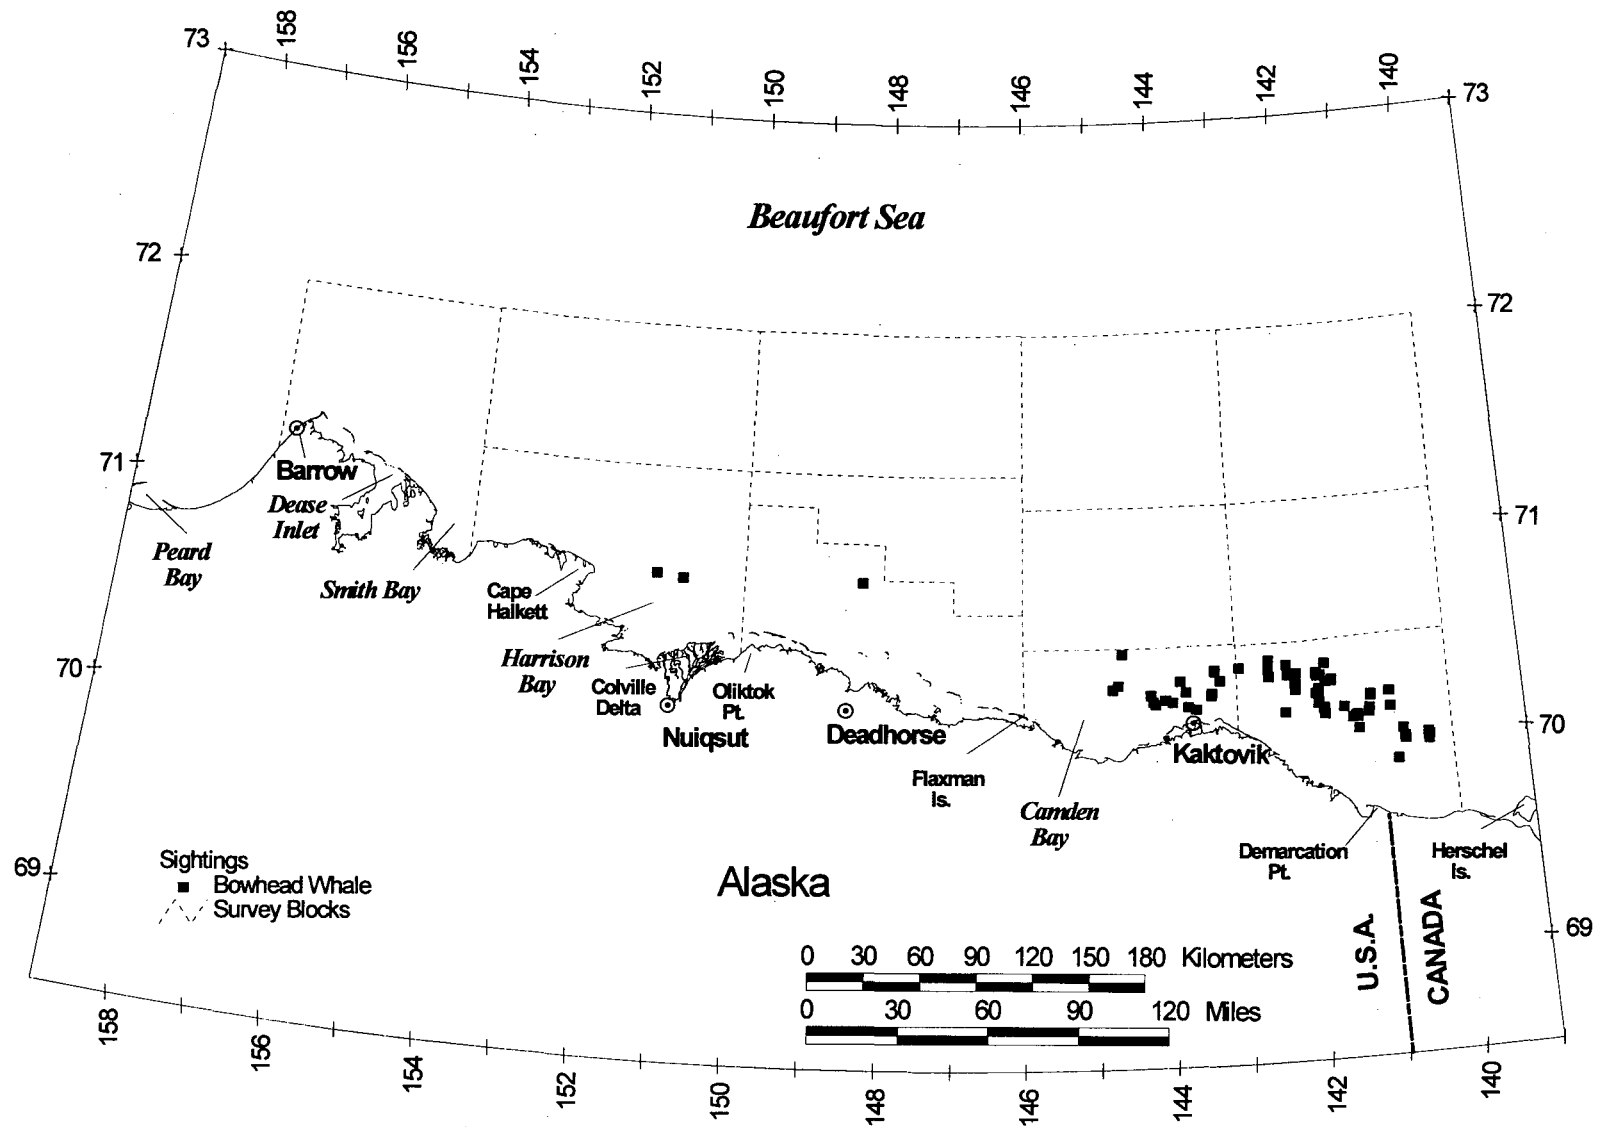 158
156
154
152
150
148
146
144
142
140
73
73
Beaufort Sea
72
72
71
Barrow
Dease
Inlet
71
Peard
Bay
Smith Bay
Cape
Halkett
Harrison
Bay
Colville
Delta
Oliktok
Pt.
70
70
Nuiqsut
Deadhorse
Kaktovik
Flaxman
Is.
Camden
Bay
Demarcation
Pt.
Herschel
Is.
69
Sightings
Bowhead Whale
Survey Blocks
Alaska
U.S.A.
CANADA
69
0 30 60 90 120 150 180 Kilometers
0 30 60 90 120 Miles
158
156
154
152
150
148
146
144
142
140